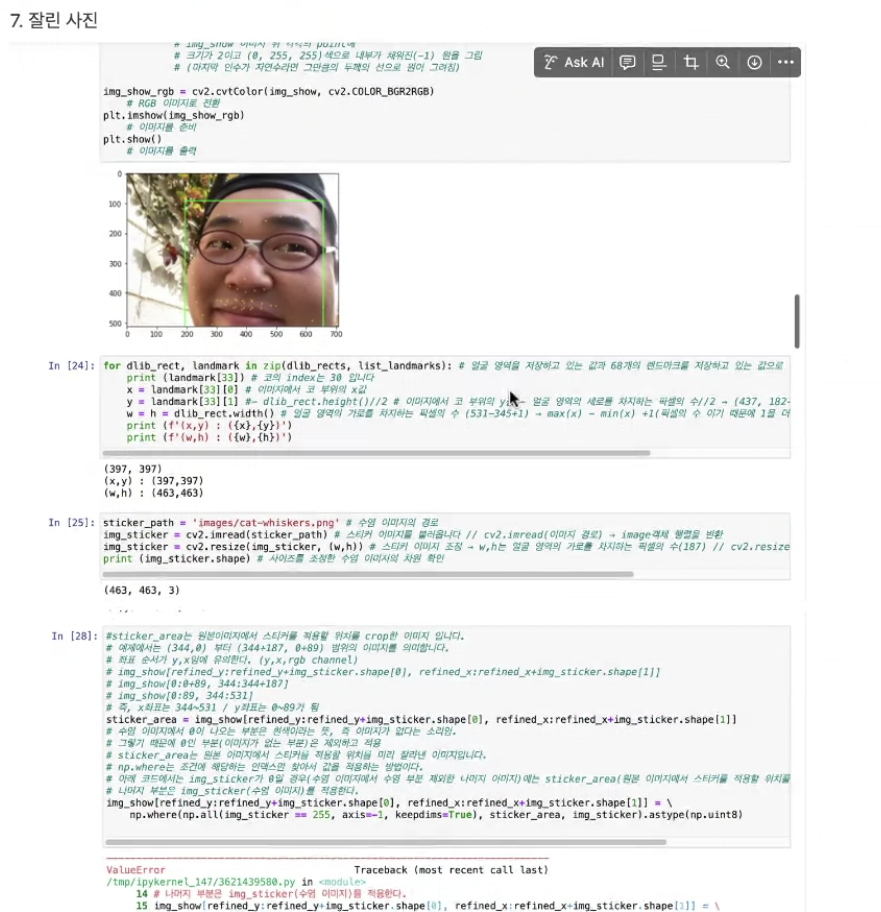 7. 잘린 사진
# img_show 이미지 위 각각의 point에
# 크기가 2이고 (0, 255, 255)색으로 내부가 채워진(-1) 원을 그림
# (마지막 인수가 자연수라면 그만큼의 두께의 선으로 원이 그려짐)
Ask AI
img_show_rgb = cv2.cvtColor(img_show, cv2.COLOR_BGR2RGB)
# RGB 이미지로 전환
plt.imshow(img_show_rgb)
# 이미지를 준비
plt.show()
# 이미지를 출력
0
100
200
300
400
500
0 100 200 300 400 500 600 700
In [24]: for dlib_rect, landmark in zip(dlib_rects, list_landmarks): # 얼굴 영역을 저장하고 있는 값과 68개의 랜드마크를 저장하고 있는 값으로
print (landmark[33]) # 코의 index는 30 입니다
x = landmark[33][0] # 이미지에서 코 부위의 x값
y = landmark[33][1] #- dlib_rect.height()//2 # 이미지에서 코 부위의 얼굴 영역의 세로를 차지하는 픽셀의 수//2 → (437, 182-
w = h = dlib_rect.width() # 얼굴 영역의 가로를 차지하는 픽셀의 수 (531-345+1) → max(x) - min(x) +1(픽셀의 수 이기 때문에 1을 더
print (f'(x,y) : ({x},{y})')
print (f'(w,h) : ({w},{h})')
(397, 397)
(x,y) : (397,397)
(w,h) : (463,463)
In [25]: sticker_path = 'images/cat-whiskers.png' # 수염 이미지의 경로
img_sticker = cv2.imread(sticker_path) # 스티커 이미지를 불러옵니다 // cv2.imread(이미지 경로) → image객체 행렬을 반환
img_sticker = cv2.resize(img_sticker, (w,h)) # 스티커 이미지 조정 → w,h는 얼굴 영역의 가로를 차지하는 픽셀의 수(187) // cv2.resize
print (img_sticker.shape) # 사이즈를 조정한 수염 이미지의 차원 확인
(463, 463, 3)
In [28]: #sticker_area는 원본이미지에서 스티커를 적용할 위치를 crop한 이미지 입니다.
# 예제에서는 (344,0) 부터 (344+187, 0+89) 범위의 이미지를 의미합니다.
# 좌표 순서가 y,x임에 유의한다. (y,x,rgb channel)
# img_show[refined_y:refined_y+img_sticker.shape[0], refined_x:refined_x+img_sticker.shape[1]]
# img_show[0:0+89, 344:344+187]
# img_show[0:89, 344:531]
# 즉, x좌표는 344~531 / y좌표는 0~89가 됨
sticker_area = img_show[refined_y:refined_y+img_sticker.shape[0], refined_x:refined_x+img_sticker.shape[1]]
# 수염 이미지에서 0이 나오는 부분은 흰색이라는 뜻, 즉 이미지가 없다는 소리임.
# 그렇기 때문에 0인 부분(이미지가 없는 부분)은 제외하고 적용
# sticker_area는 원본 이미지에서 스티커를 적용할 위치를 미리 잘라낸 이미지입니다.
# np.where는 조건에 해당하는 인덱스만 찾아서 값을 적용하는 방법이다.
# 아래 코드에서는 img_sticker가 0일 경우(수염 이미지에서 수염 부분 제외한 나머지 이미지)에는 sticker_area(원본 이미지에서 스티커를 적용할 위치를
# 나머지 부분은 img_sticker(수염 이미지)를 적용한다.
img_show[refined_y:refined_y+img_sticker.shape[0], refined_x:refined_x+img_sticker.shape[1]] = \
np.where(np.all(img_sticker == 255, axis=-1, keepdims=True), sticker_area, img_sticker).astype(np.uint8)
ValueError Traceback (most recent call last)
/tmp/ipykernel_147/3621439580.py in <module>
14 # 나머지 부분은 img_sticker(수염 이미지)를 적용한다.
15 img_show[refined_y:refined_y+img_sticker.shape[0], refined_x:refined_x+img_sticker.shape[1]] = \